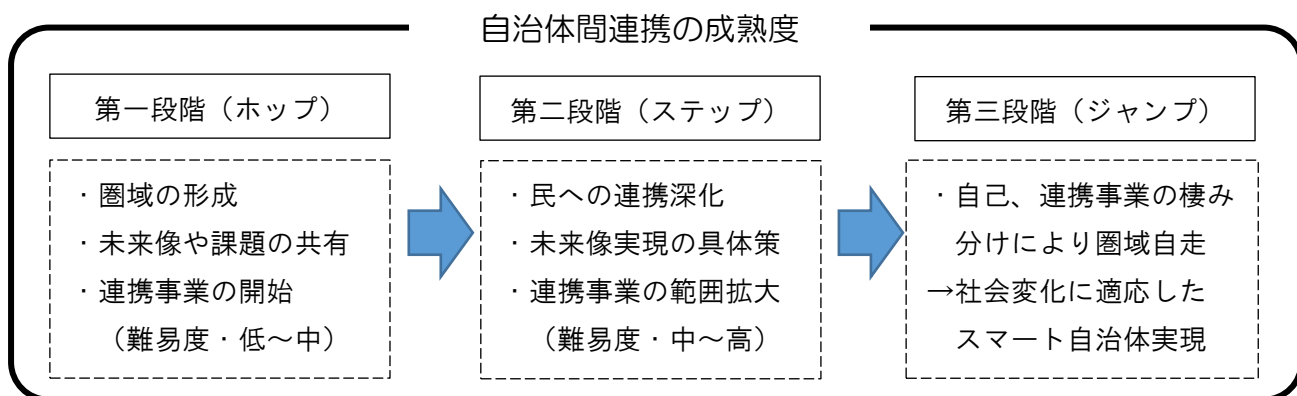 自治体間連携の成熟度
第一段階（ホップ）
・圏域の形成
・未来像や課題の共有
・連携事業の開始
（難易度・低～中）
第二段階（ステップ）
・民への連携深化
・未来像実現の具体策
・連携事業の範囲拡大
（難易度・中～高）
第三段階（ジャンプ）
・自己、連携事業の棲み
分けにより圏域自走
→社会変化に適応した
スマート自治体実現